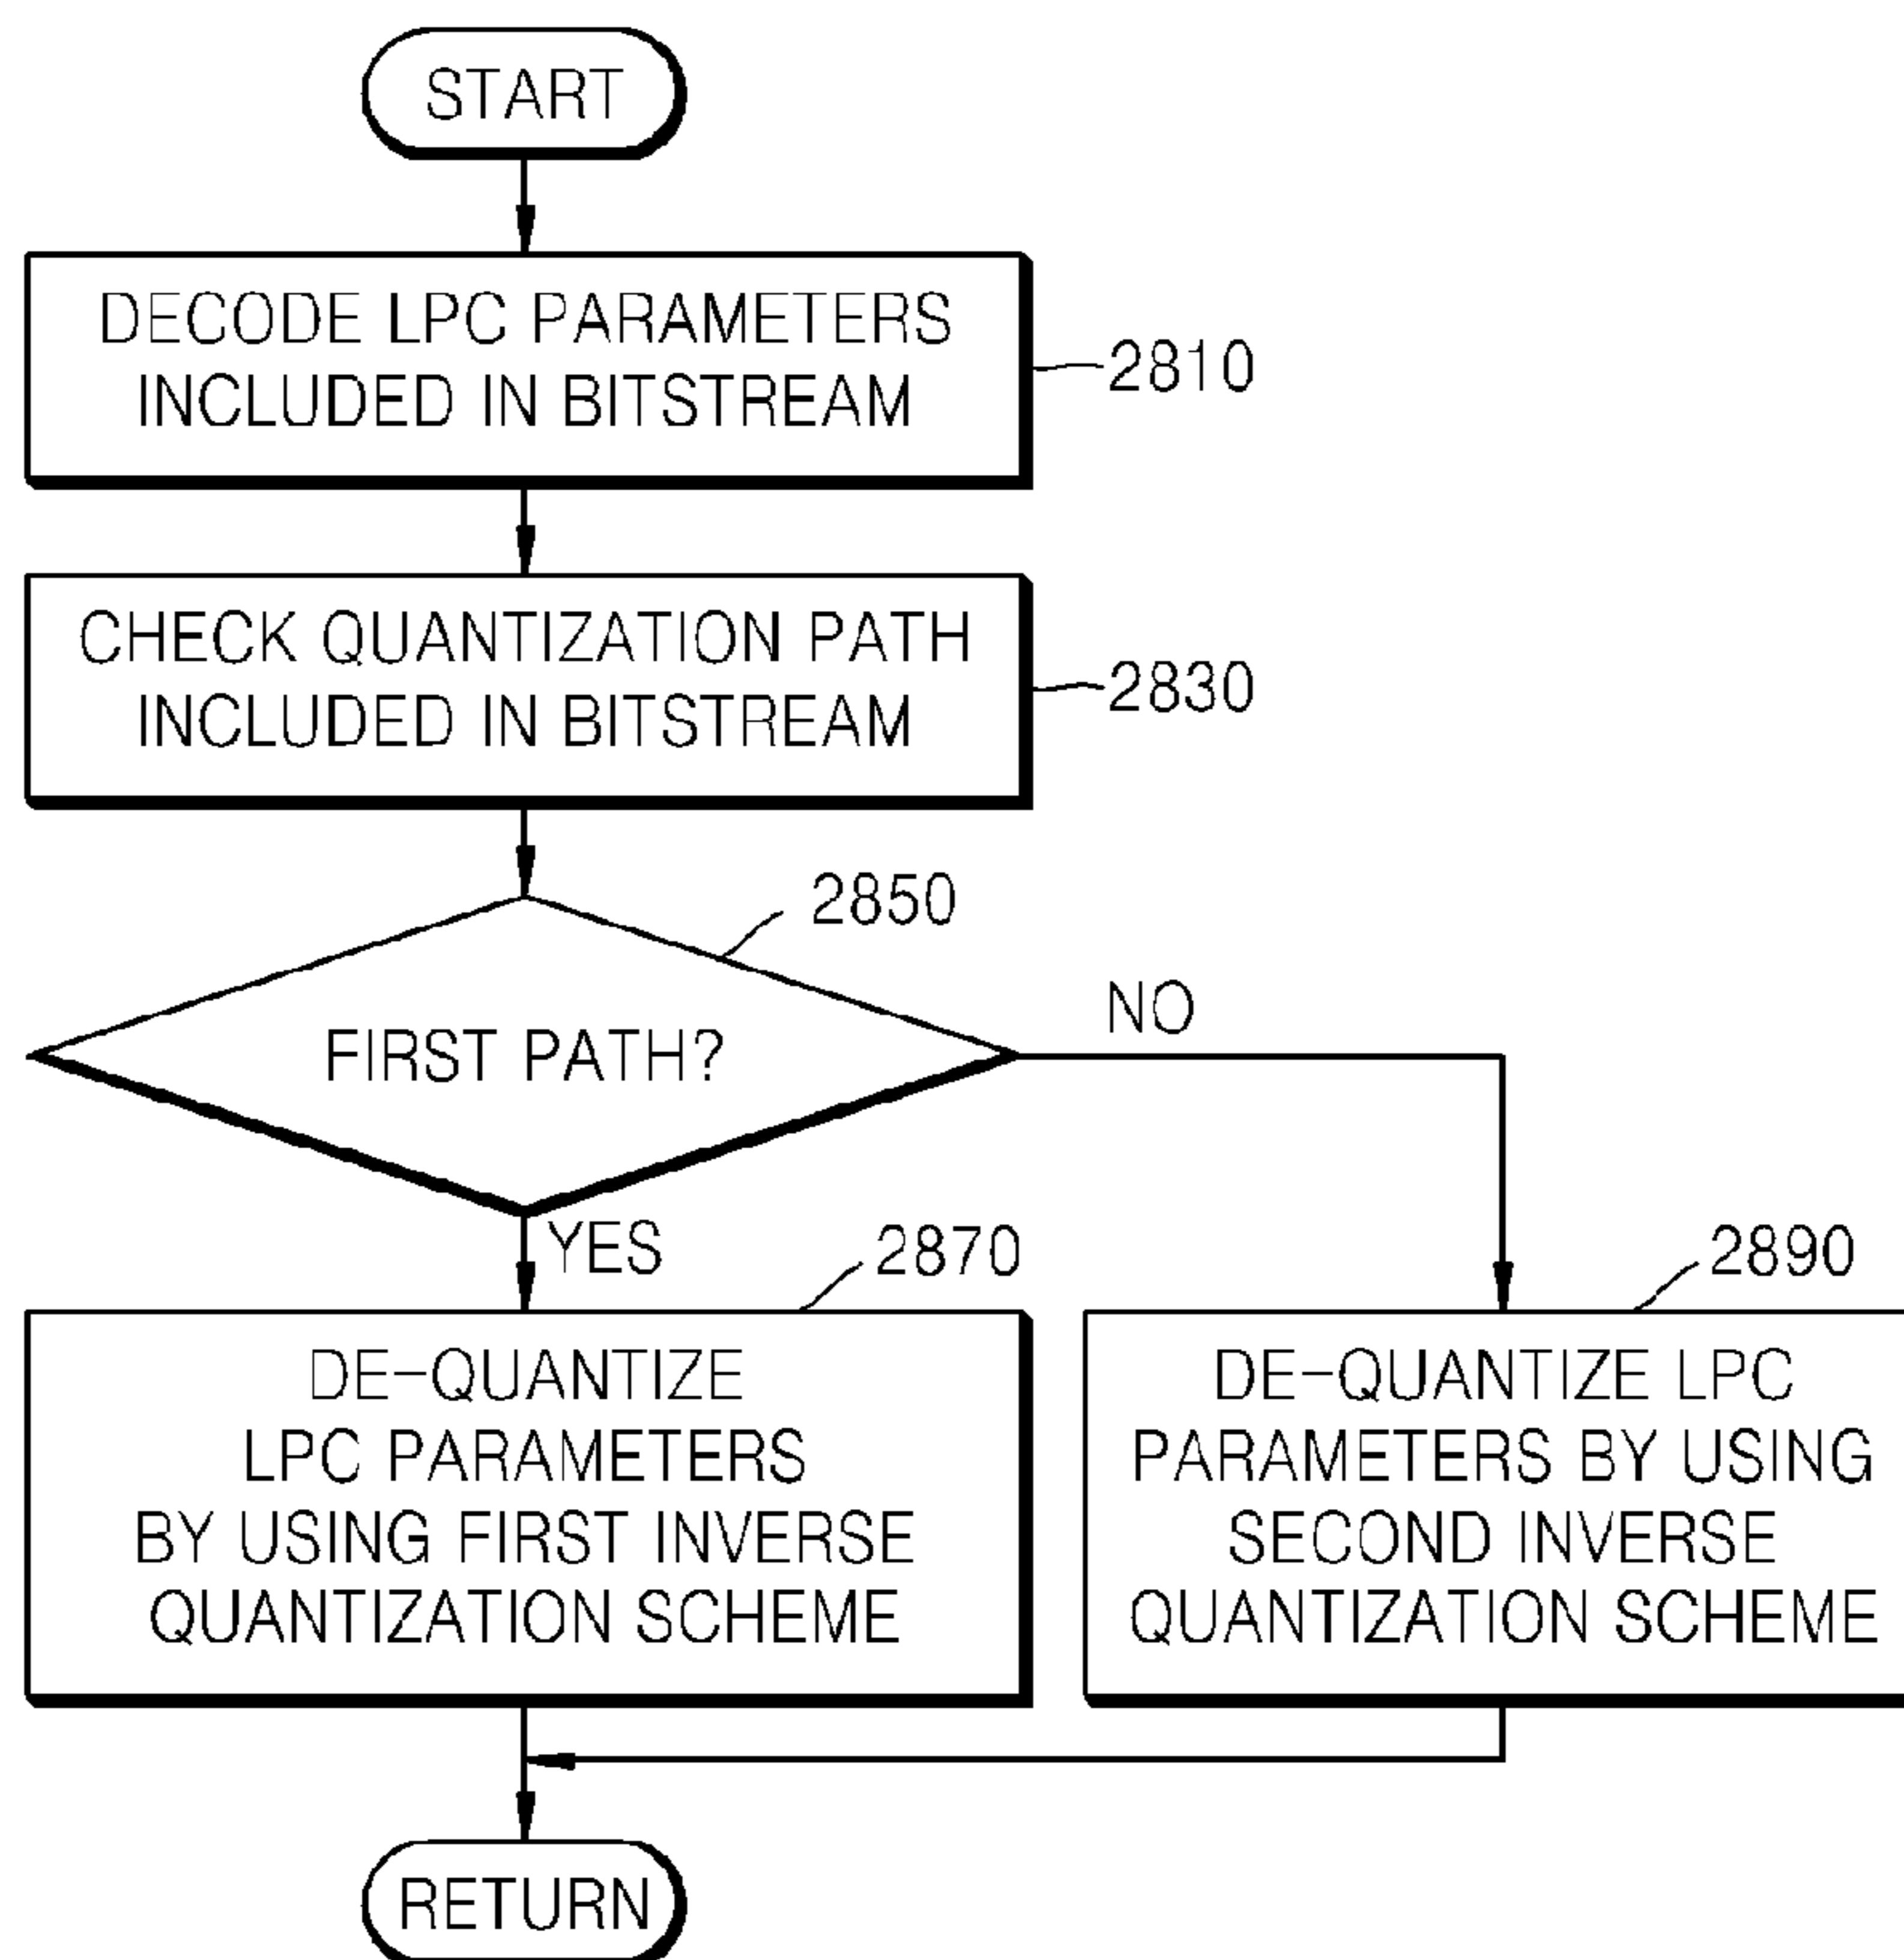 START
DECODE LPC PARAMETERS
INCLUDED IN BITSTREAM
2810
CHECK QUANTIZATION PATH
INCLUDED IN BITSTREAM
2830
2850
FIRST PATH?
NO
YES
2870
DE-QUANTIZE
LPC PARAMETERS
BY USING FIRST INVERSE
QUANTIZATION SCHEME
2890
DE-QUANTIZE LPC
PARAMETERS BY USING
SECOND INVERSE
QUANTIZATION SCHEME
RETURN